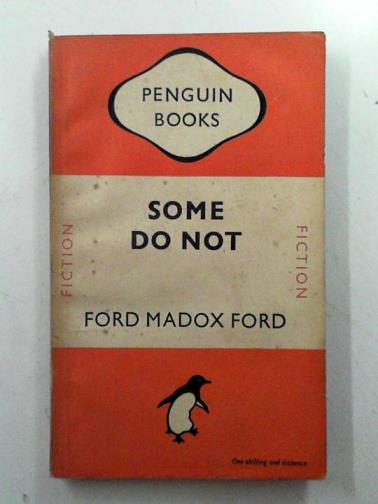 PENGUIN
BOOKS
SOME
DO NOT
FICTION
FICTION
FORD MADOX FORD
One shilling and sixpence